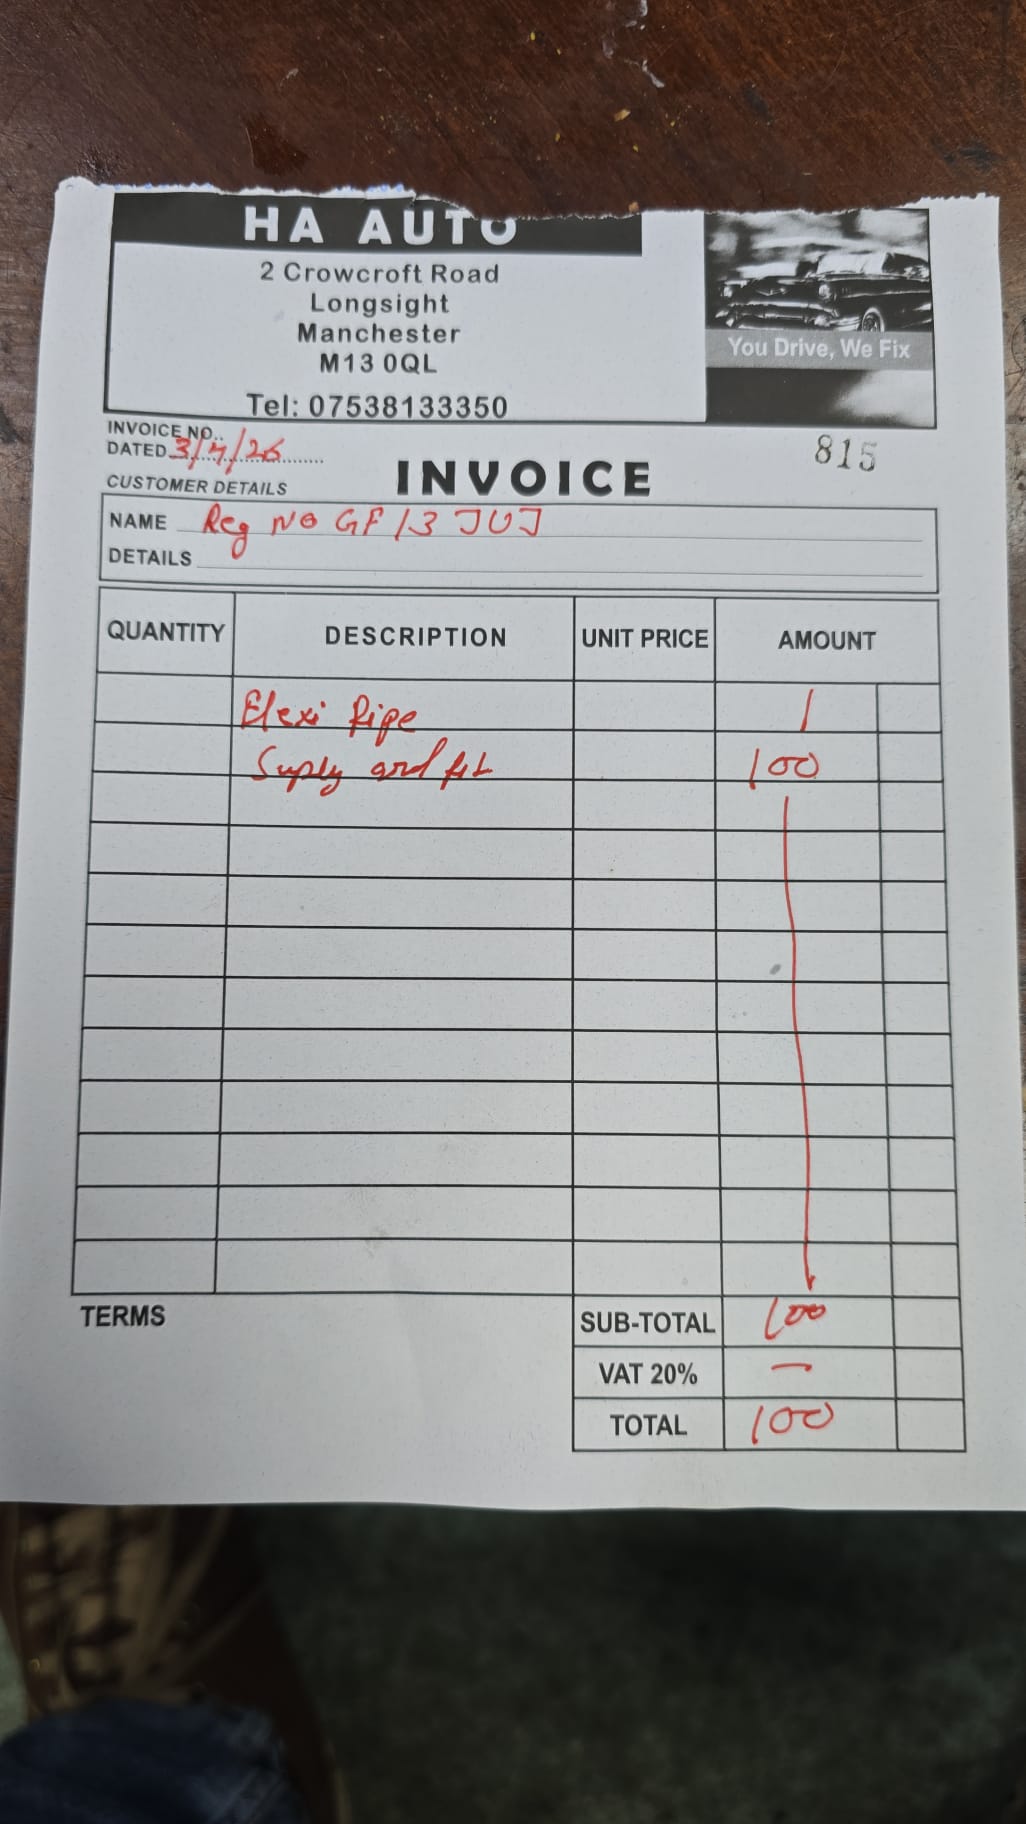 HA AUTO
2 Crowcroft Road
Longsight
Manchester
M13 0QL
Tel: 07538133350
You Drive, We Fix
INVOICE NO..
DATED 3/4/26
815
INVOICE
CUSTOMER DETAILS
NAME Reg No GF13 JUJ
DETAILS
QUANTITY DESCRIPTION UNIT PRICE AMOUNT
Flexi Pipe 1
Suply and fit 100
TERMS
SUB-TOTAL 100
VAT 20% —
TOTAL 100